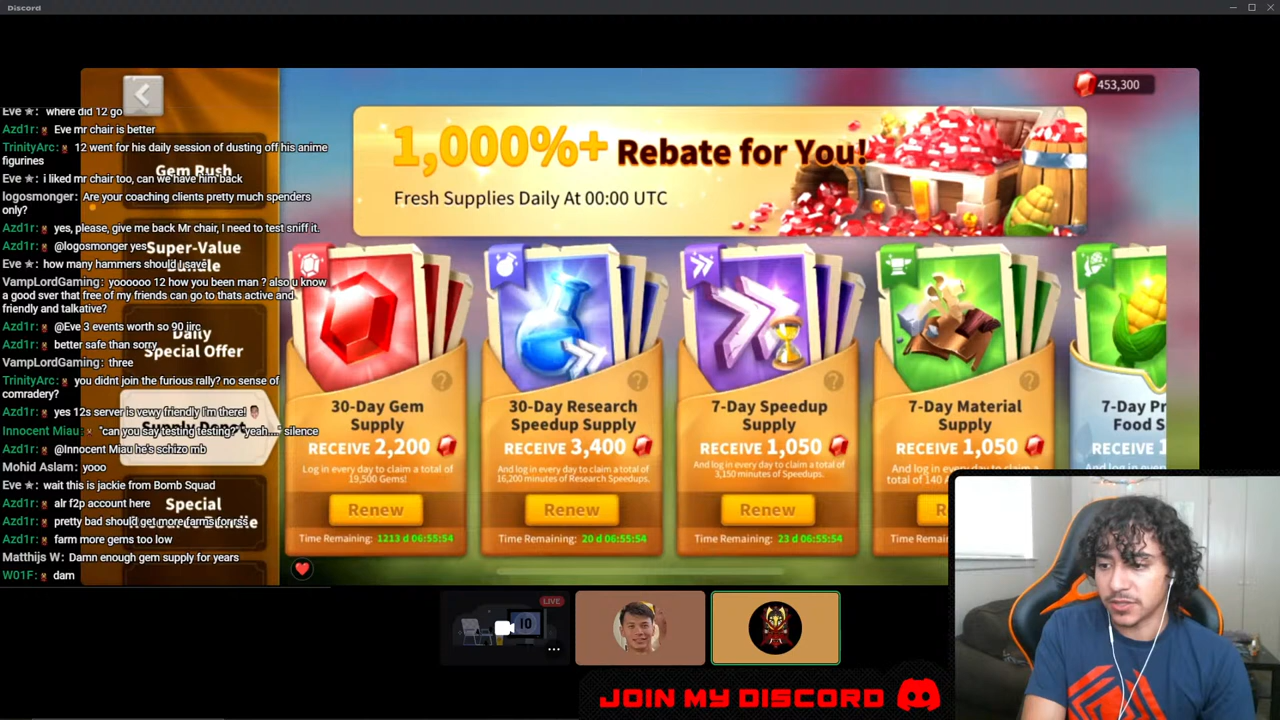 Discord
453,300
1,000%+ Rebate for You!
Fresh Supplies Daily At 00:00 UTC
Gem Rush
Super-Value
Bundle
Daily
Special Offer
Supply Depot
Special
30-Day Gem
Supply
RECEIVE 2,200
Log in every day to claim a total of
19,500 Gems!
Renew
Time Remaining: 1213 d 06:55:54
30-Day Research
Speedup Supply
RECEIVE 3,400
And log in every day to claim a total of
16,200 minutes of Research Speedups.
Renew
Time Remaining: 20 d 06:55:54
7-Day Speedup
Supply
RECEIVE 1,050
And log in every day to claim a total of
3,150 minutes of Speedups.
Renew
Time Remaining: 23 d 06:55:54
7-Day Material
Supply
RECEIVE 1,050
And log in every day to claim a
total of 140
R
Time Re
7-Day Pr
Food S
RECEIVE 1,
Eve ★: where did 12 go
Azd1r: Eve mr chair is better
TrinityArc: 12 went for his daily session of dusting off his anime
figurines
Eve ★: i liked mr chair too, can we have him back
logosmonger: Are your coaching clients pretty much spenders
only?
Azd1r: yes, please, give me back Mr chair, I need to test sniff it.
Azd1r: @logosmonger yes
Eve ★: how many hammers should i save
VampLordGaming: yoooooo 12 how you been man ? also u know
a good sver that free of my friends can go to thats active and
friendly and talkative?
Azd1r: @Eve 3 events worth so 90 iirc
Azd1r: better safe than sorry
VampLordGaming: three
TrinityArc: you didnt join the furious rally? no sense of
comradery?
Azd1r: yes 12s server is vewy friendly I'm there!
Innocent Miau: "can you say testing testing?" "yeah...." silence
Azd1r: @Innocent Miau he's schizo mb
Mohid Aslam: yooo
Eve ★: wait this is jackie from Bomb Squad
Azd1r: alr f2p account here
Azd1r: pretty bad should get more farms for rss
Azd1r: farm more gems too low
Matthijs W: Damn enough gem supply for years
W01F: dam
LIVE
10
JOIN MY DISCORD